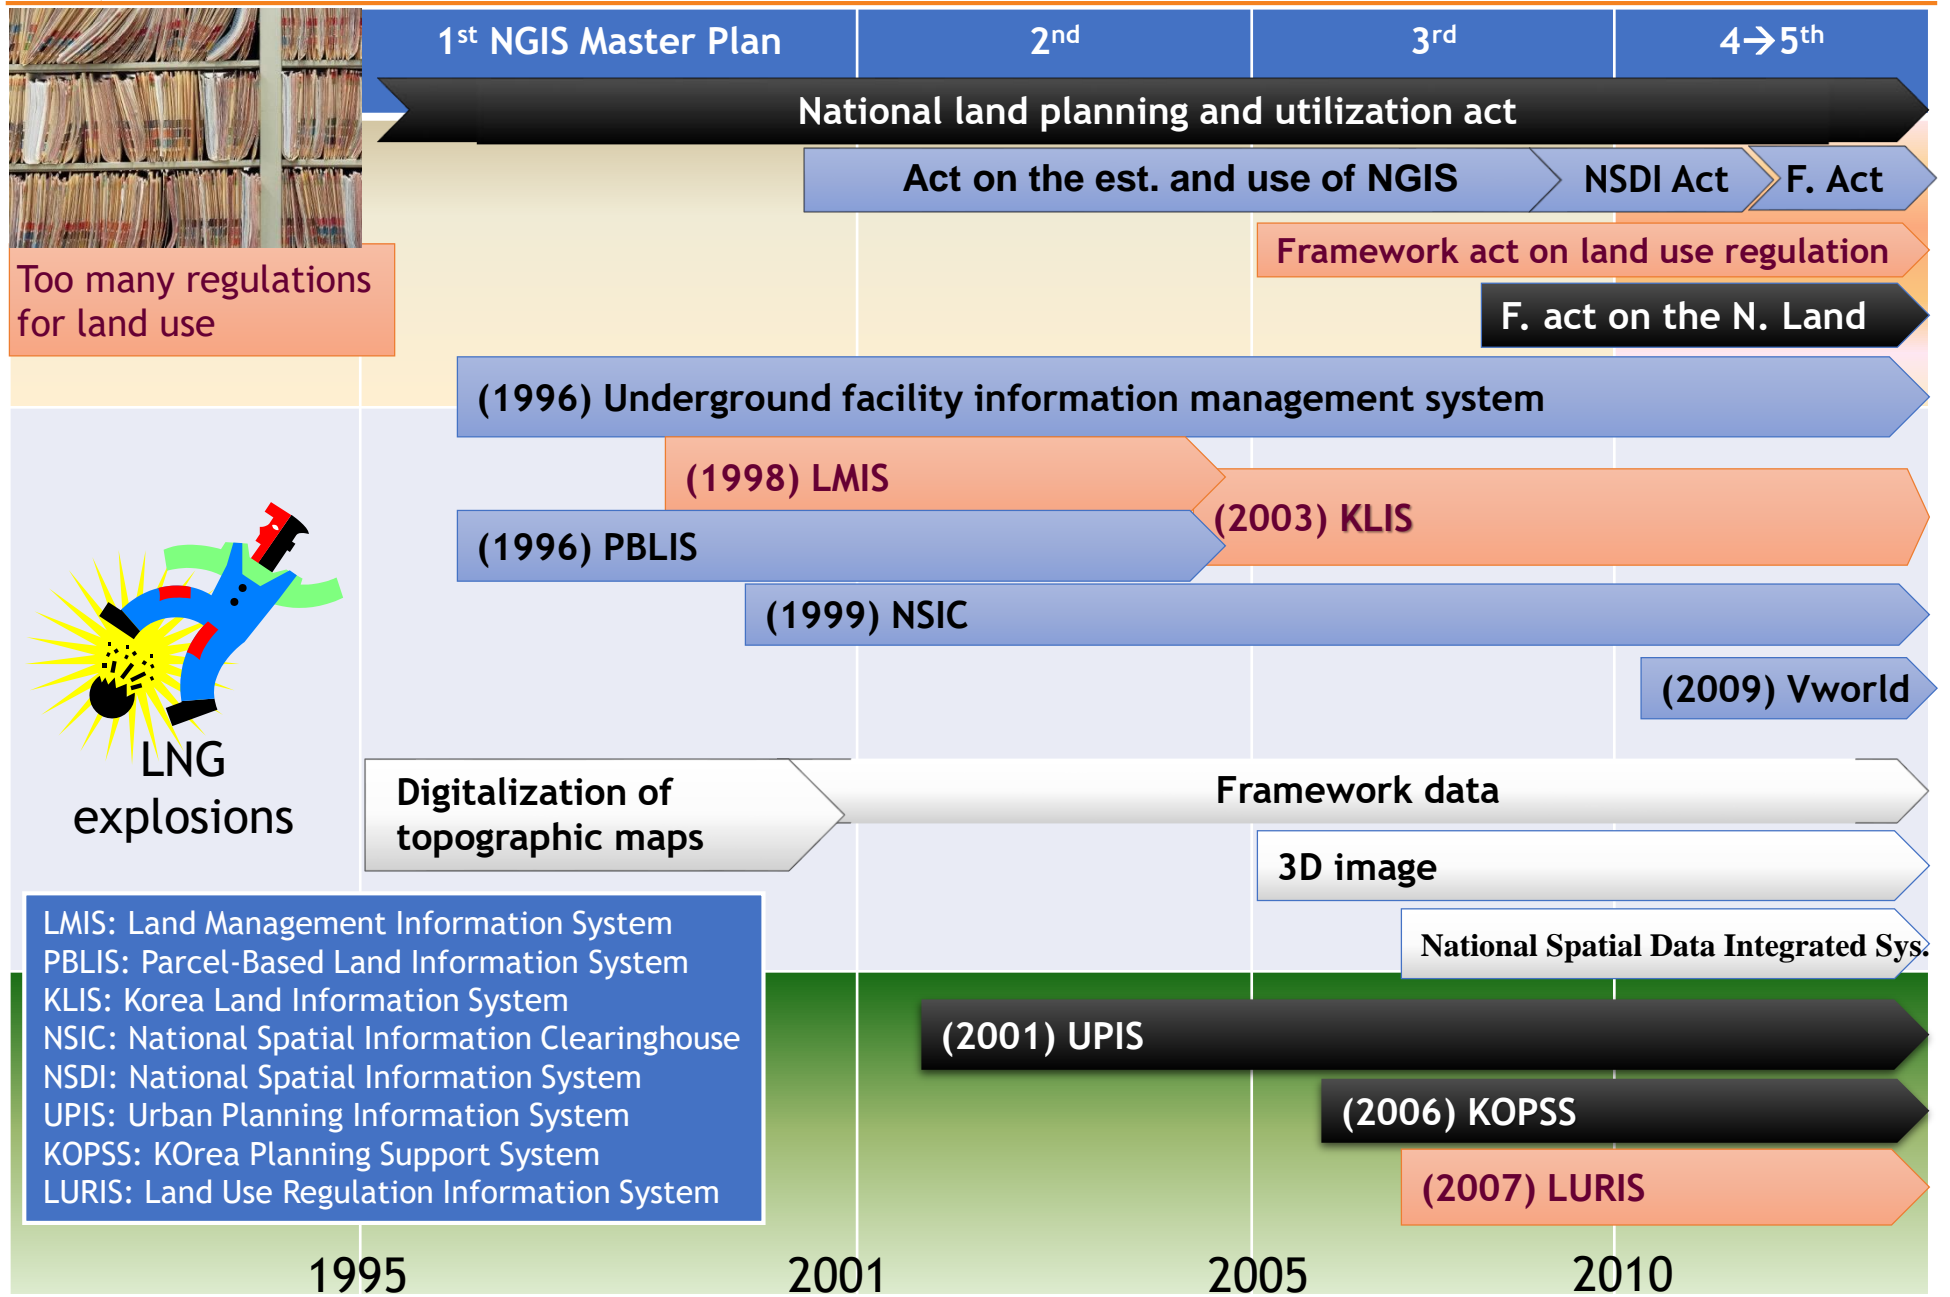 1st NGIS Master Plan
2nd
3rd
4→5th
National land planning and utilization act
Act on the est. and use of NGIS
NSDI Act
F. Act
Framework act on land use regulation
Too many regulations
for land use
F. act on the N. Land
(1996) Underground facility information management system
(1998) LMIS
(2003) KLIS
(1996) PBLIS
(1999) NSIC
(2009) Vworld
LNG
explosions
Digitalization of
topographic maps
Framework data
3D image
National Spatial Data Integrated Sys.
LMIS: Land Management Information System
PBLIS: Parcel-Based Land Information System
KLIS: Korea Land Information System
NSIC: National Spatial Information Clearinghouse
NSDI: National Spatial Information System
UPIS: Urban Planning Information System
KOPSS: KOrea Planning Support System
LURIS: Land Use Regulation Information System
(2001) UPIS
(2006) KOPSS
(2007) LURIS
1995
2001
2005
2010